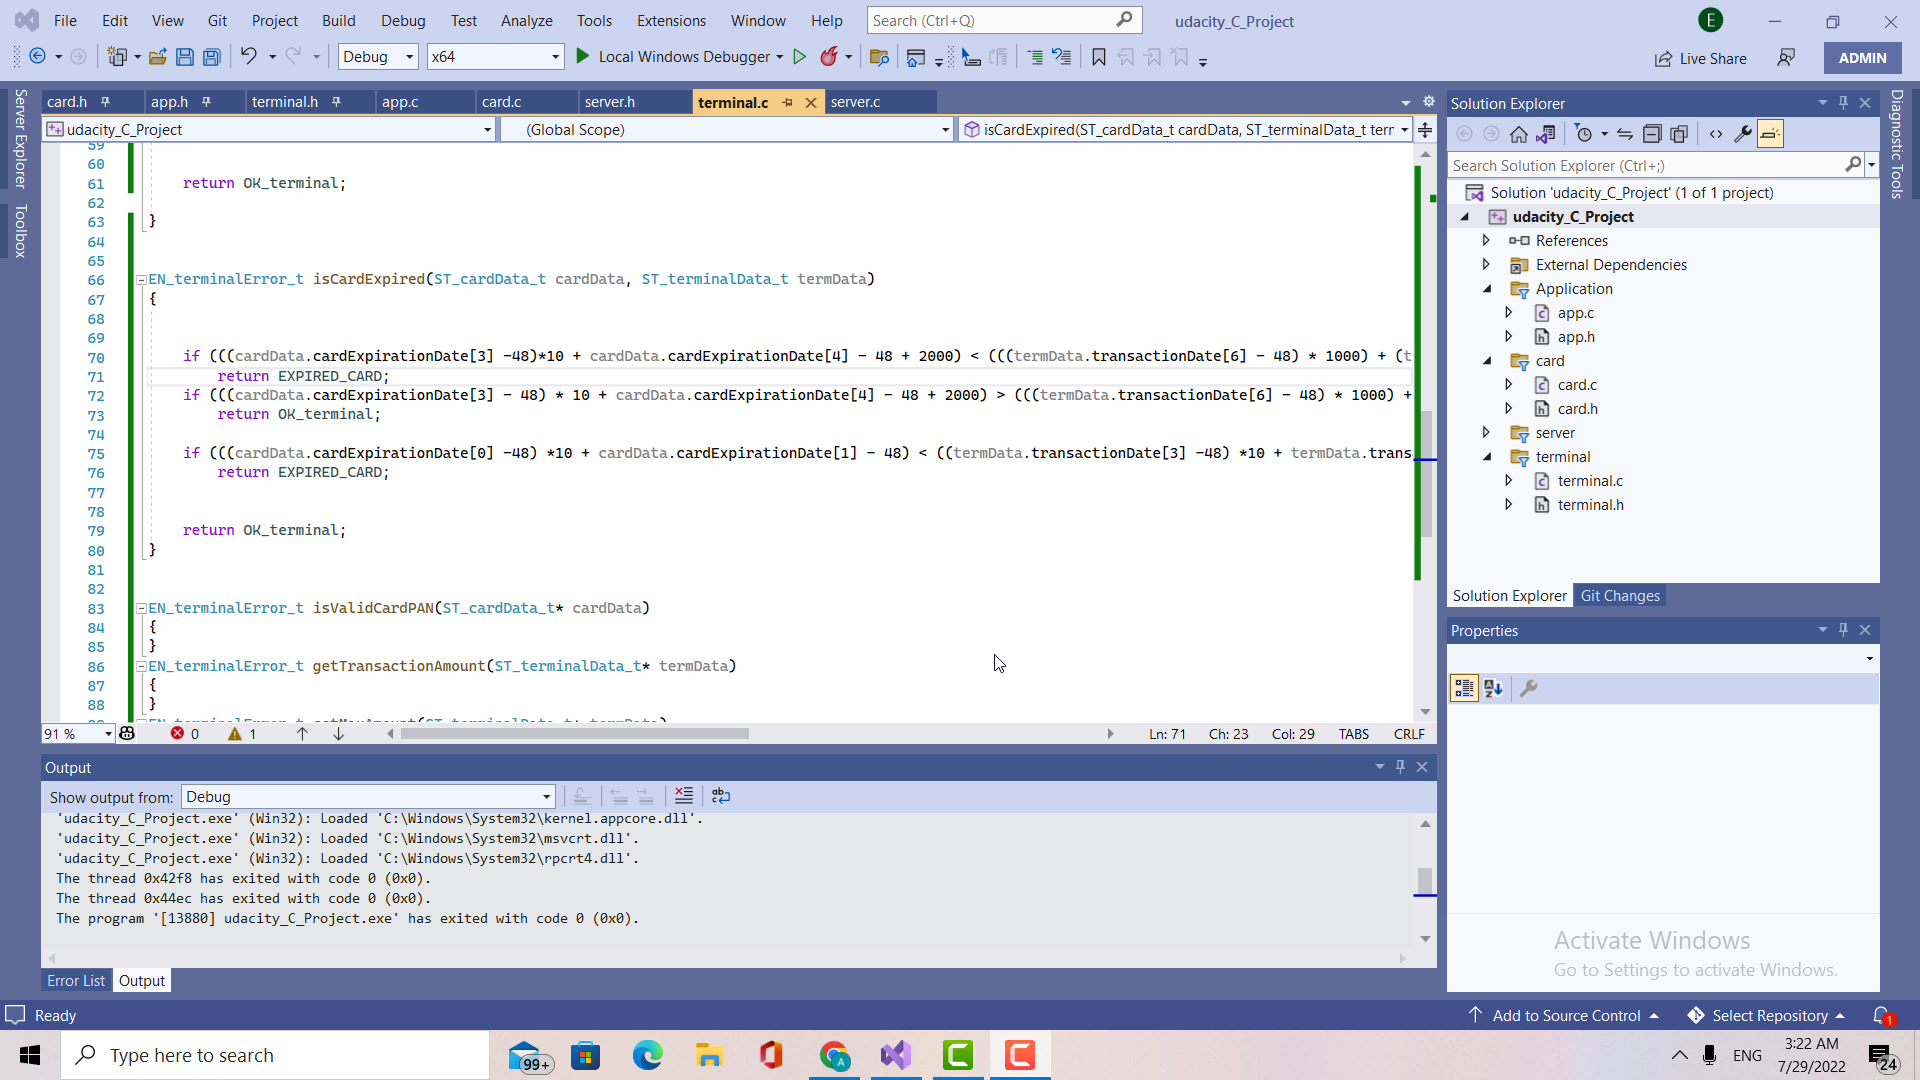 File Edit View Git Project Build Debug Test Analyze Tools Extensions Window Help Search (Ctrl+Q) udacity_C_Project E
Debug x64 Local Windows Debugger Live Share ADMIN
Server Explorer
Toolbox
card.h app.h terminal.h app.c card.c server.h terminal.c server.c
udacity_C_Project (Global Scope) isCardExpired(ST_cardData_t cardData, ST_terminalData_t terr
59
60
61 return OK_terminal;
62
63 }
64
65
66 EN_terminalError_t isCardExpired(ST_cardData_t cardData, ST_terminalData_t termData)
67 {
68
69
70 if (((cardData.cardExpirationDate[3] -48)*10 + cardData.cardExpirationDate[4] - 48 + 2000) < (((termData.transactionDate[6] - 48) * 1000) + (t
71 return EXPIRED_CARD;
72 if (((cardData.cardExpirationDate[3] - 48) * 10 + cardData.cardExpirationDate[4] - 48 + 2000) > (((termData.transactionDate[6] - 48) * 1000) +
73 return OK_terminal;
74
75 if (((cardData.cardExpirationDate[0] -48) *10 + cardData.cardExpirationDate[1] - 48) < ((termData.transactionDate[3] -48) *10 + termData.trans
76 return EXPIRED_CARD;
77
78
79 return OK_terminal;
80 }
81
82
83 EN_terminalError_t isValidCardPAN(ST_cardData_t* cardData)
84 {
85 }
86 EN_terminalError_t getTransactionAmount(ST_terminalData_t* termData)
87 {
88 }
91 % 0 1 Ln: 71 Ch: 23 Col: 29 TABS CRLF
Output
Show output from: Debug
'udacity_C_Project.exe' (Win32): Loaded 'C:\Windows\System32\kernel.appcore.dll'.
'udacity_C_Project.exe' (Win32): Loaded 'C:\Windows\System32\msvcrt.dll'.
'udacity_C_Project.exe' (Win32): Loaded 'C:\Windows\System32\rpcrt4.dll'.
The thread 0x42f8 has exited with code 0 (0x0).
The thread 0x44ec has exited with code 0 (0x0).
The program '[13880] udacity_C_Project.exe' has exited with code 0 (0x0).
Error List Output
Solution Explorer
Search Solution Explorer (Ctrl+;)
Solution 'udacity_C_Project' (1 of 1 project)
udacity_C_Project
References
External Dependencies
Application
app.c
app.h
card
card.c
card.h
server
terminal
terminal.c
terminal.h
Solution Explorer Git Changes
Properties
Activate Windows
Go to Settings to activate Windows.
Diagnostic Tools
Ready Add to Source Control Select Repository 1
Type here to search 99+ A ENG 3:22 AM
7/29/2022 24